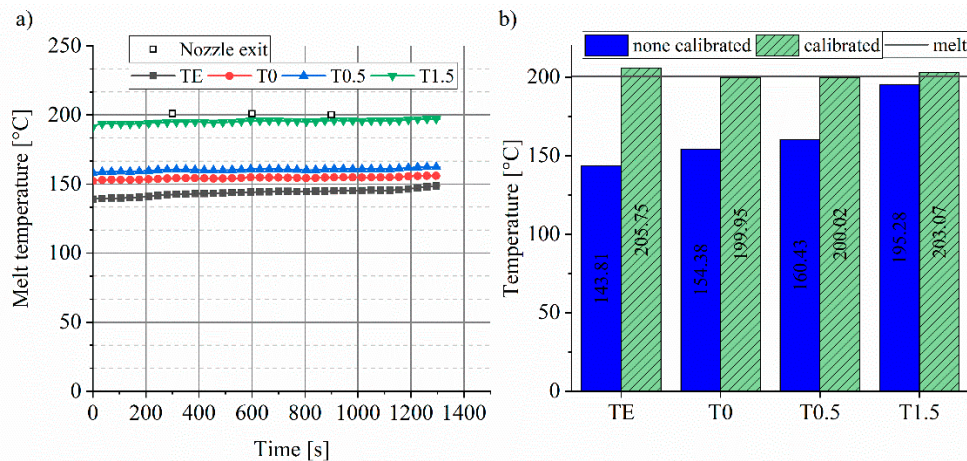 a)
Nozzle exit
TE T0 T0.5 T1.5
250
200
150
100
50
0
Melt temperature [°C]
0 200 400 600 800 1000 1200 1400
Time [s]
b)
none calibrated calibrated melt
200
150
100
50
0
Temperature [°C]
143.81
205.75
154.38
199.95
160.43
200.02
195.28
203.07
TE T0 T0.5 T1.5